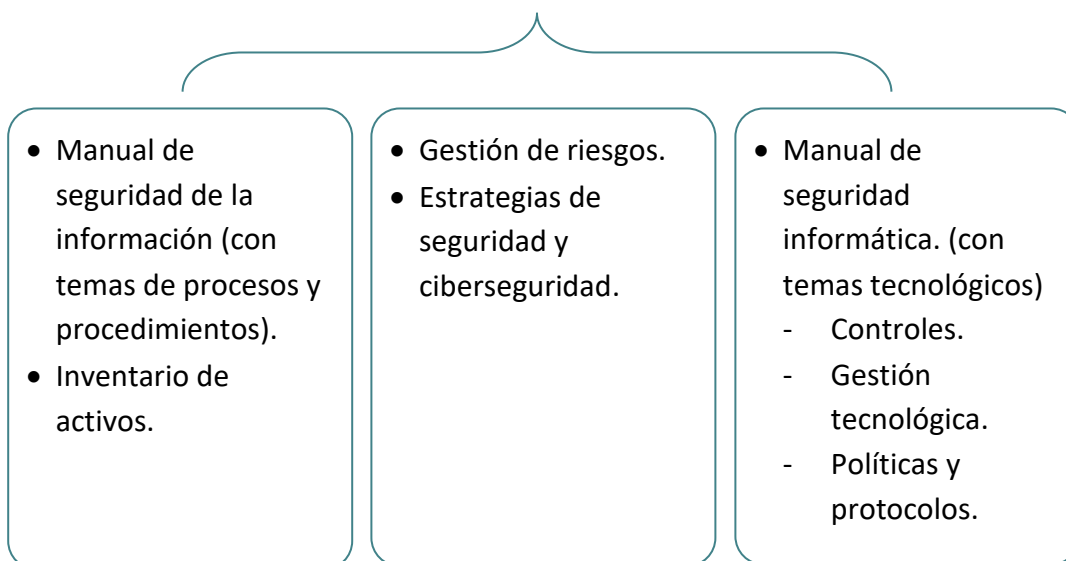 • Manual de
seguridad de la
información (con
temas de procesos y
procedimientos).
• Inventario de
activos.
• Gestión de riesgos.
• Estrategias de
seguridad y
ciberseguridad.
• Manual de
seguridad
informática. (con
temas tecnológicos)
- Controles.
- Gestión
tecnológica.
- Políticas y
protocolos.